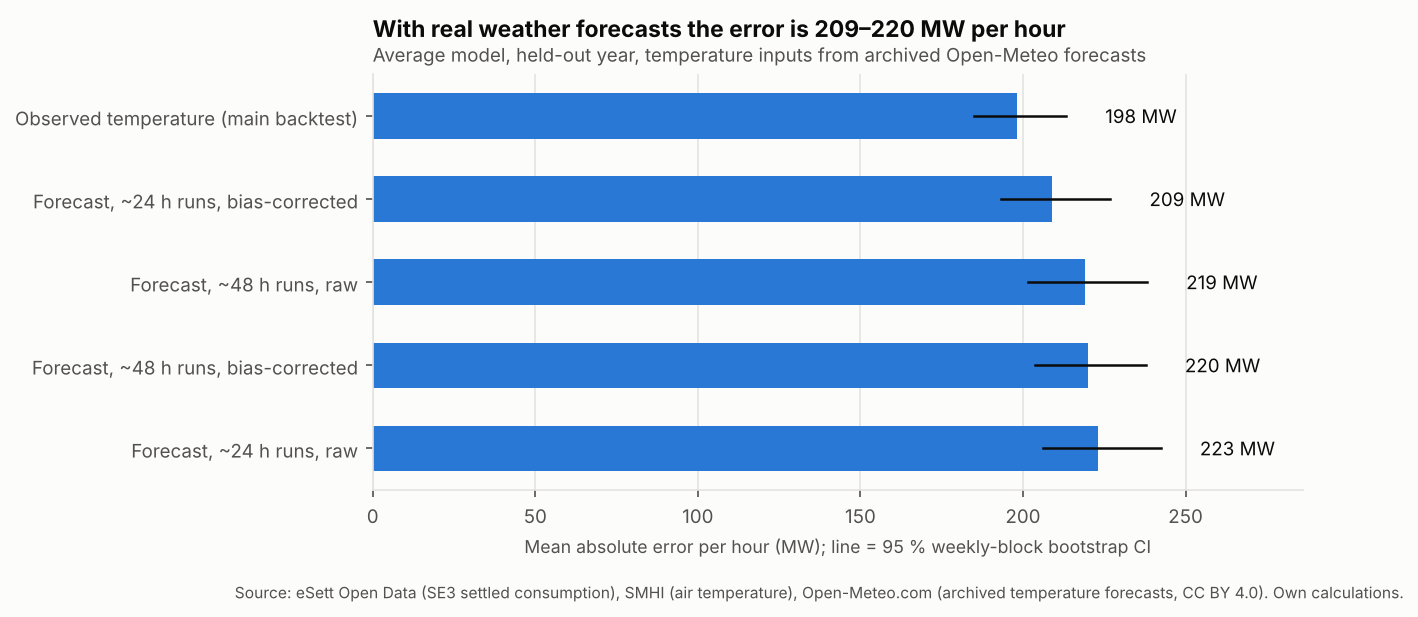 With real weather forecasts the error is 209–220 MW per hour
Average model, held-out year, temperature inputs from archived Open-Meteo forecasts
Observed temperature (main backtest)
198 MW
Forecast, ~24 h runs, bias-corrected
209 MW
Forecast, ~48 h runs, raw
219 MW
Forecast, ~48 h runs, bias-corrected
220 MW
Forecast, ~24 h runs, raw
223 MW
0 50 100 150 200 250
Mean absolute error per hour (MW); line = 95 % weekly-block bootstrap CI
Source: eSett Open Data (SE3 settled consumption), SMHI (air temperature), Open-Meteo.com (archived temperature forecasts, CC BY 4.0). Own calculations.